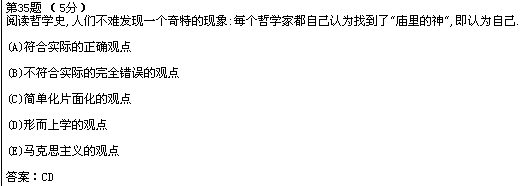 第35题 ( 5分 )
阅读哲学史,人们不难发现一个奇特的现象:每个哲学家都自己认为找到了“庙里的神”,即认为自己.
(A)符合实际的正确观点
(B)不符合实际的完全错误的观点
(C)简单化片面化的观点
(D)形而上学的观点
(E)马克思主义的观点
答案：CD